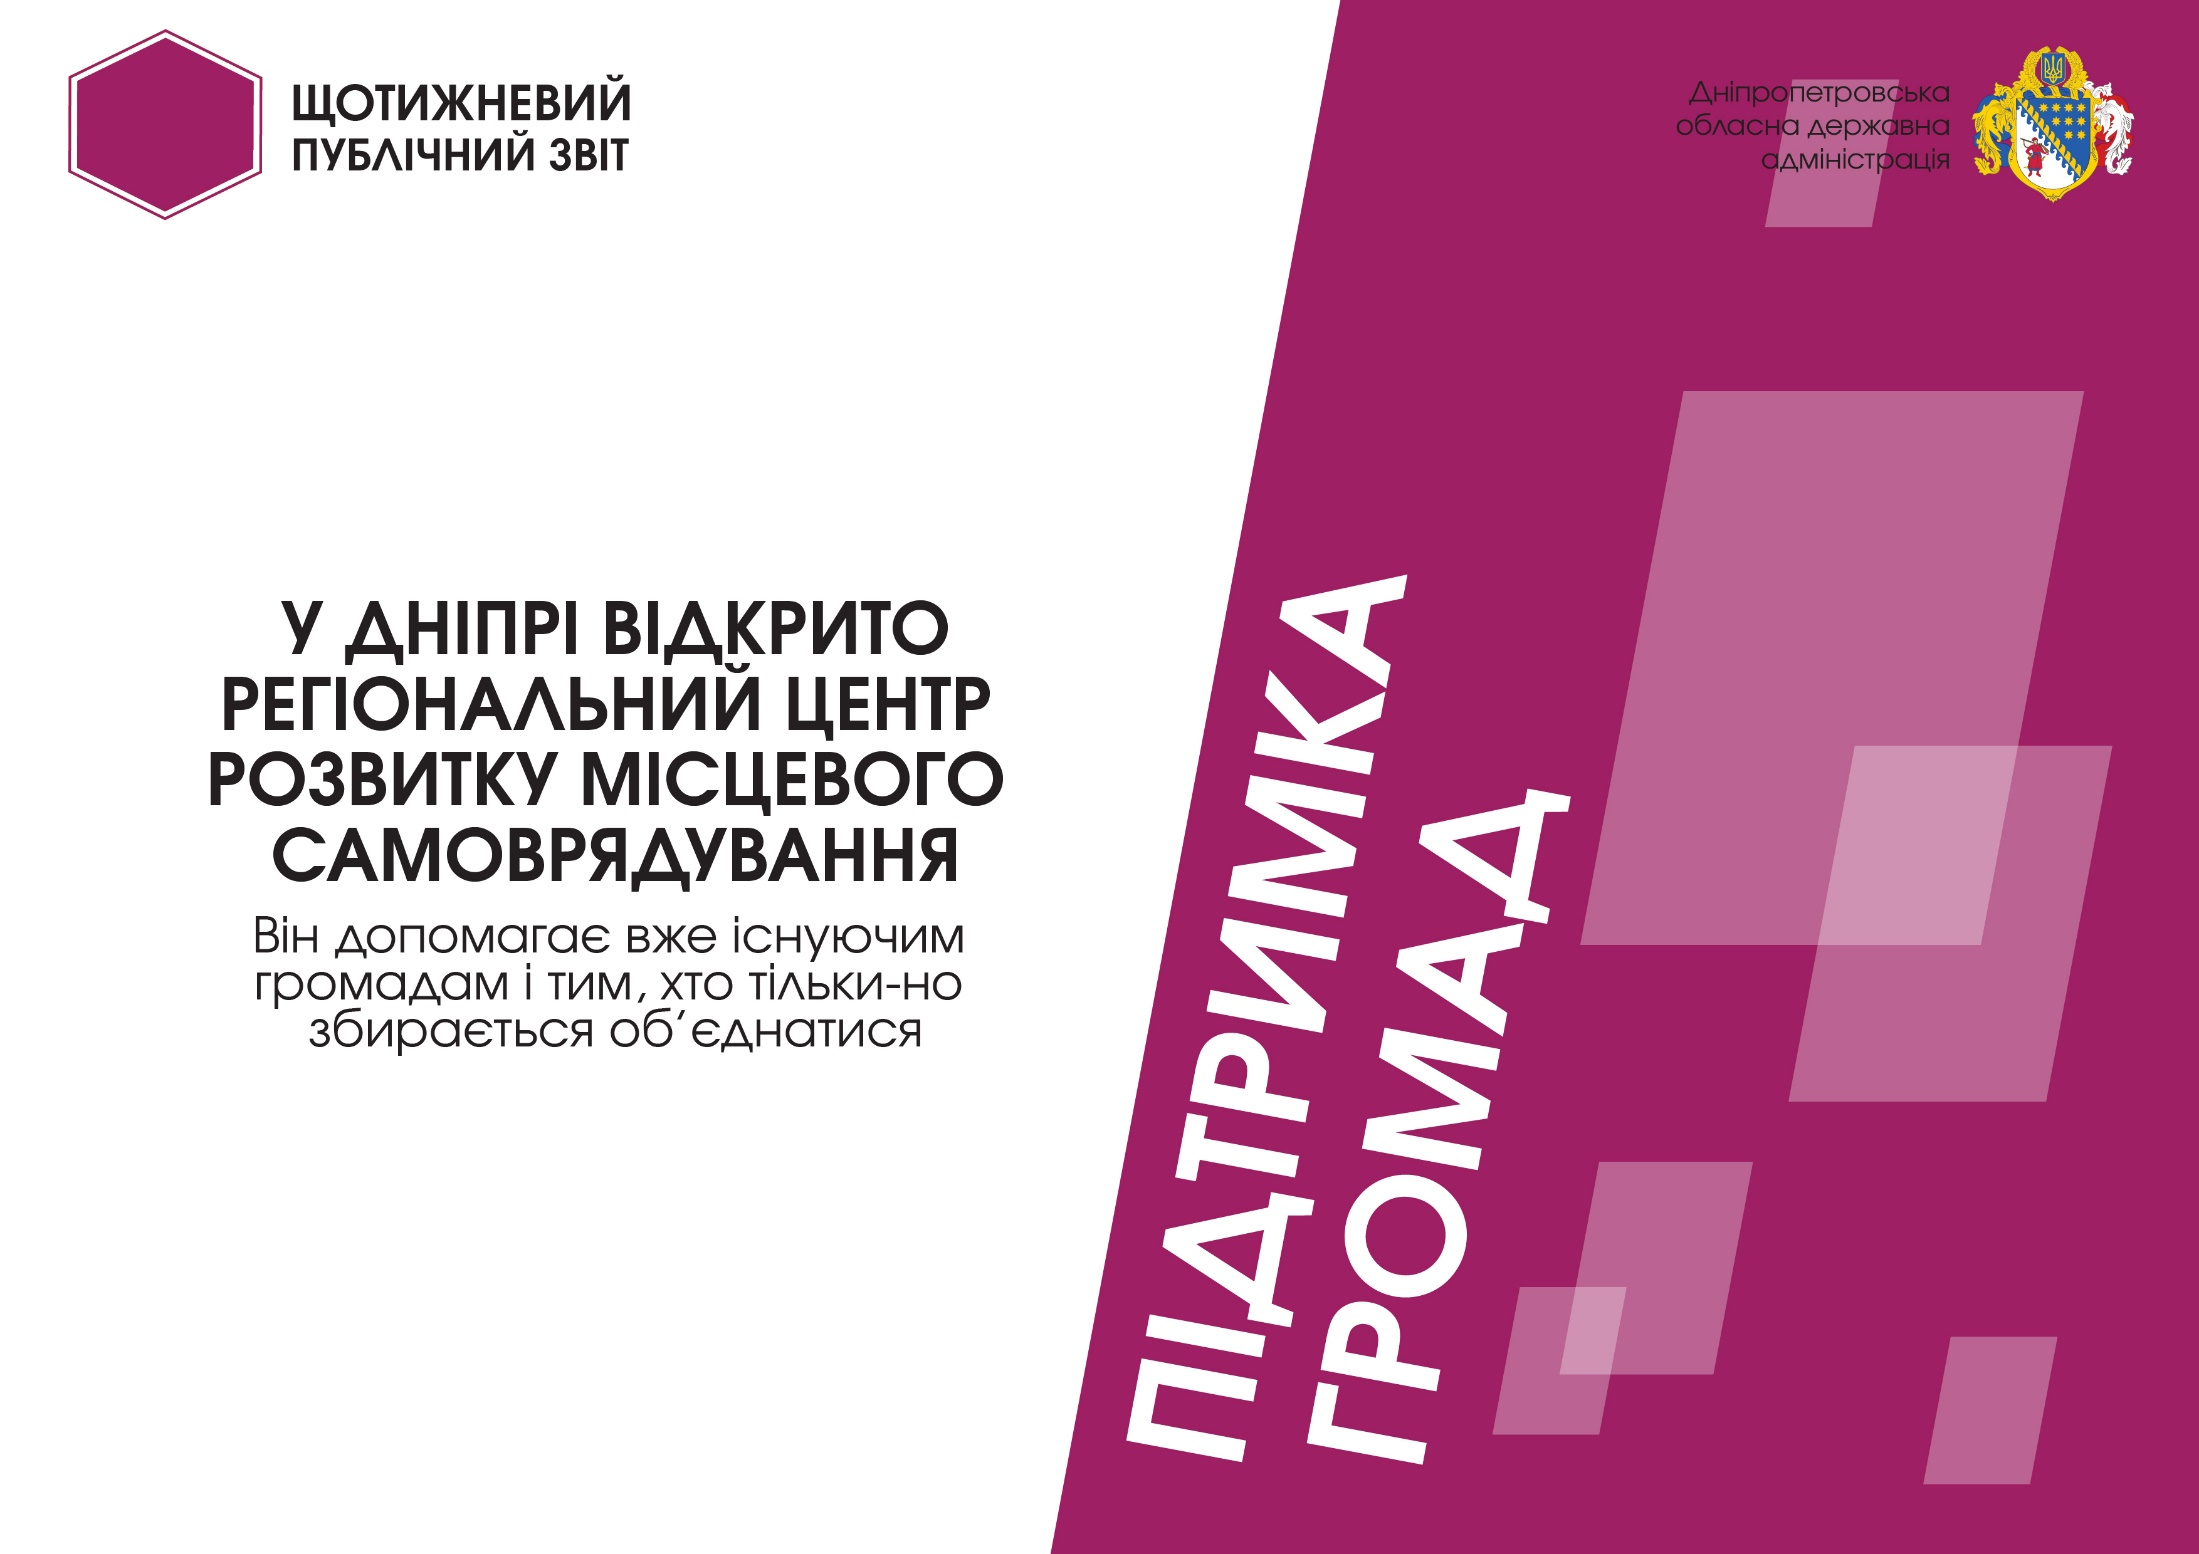 ЩОТИЖНЕВИЙ
ПУБЛІЧНИЙ ЗВІТ
Дніпропетровська
обласна державна
адміністрація
У ДНІПРІ ВІДКРИТО
РЕГІОНАЛЬНИЙ ЦЕНТР
РОЗВИТКУ МІСЦЕВОГО
САМОВРЯДУВАННЯ
Він допомагає вже існуючим
громадам і тим, хто тільки-но
збирається об‘єднатися
ПІДТРИМКА
ГРОМАД